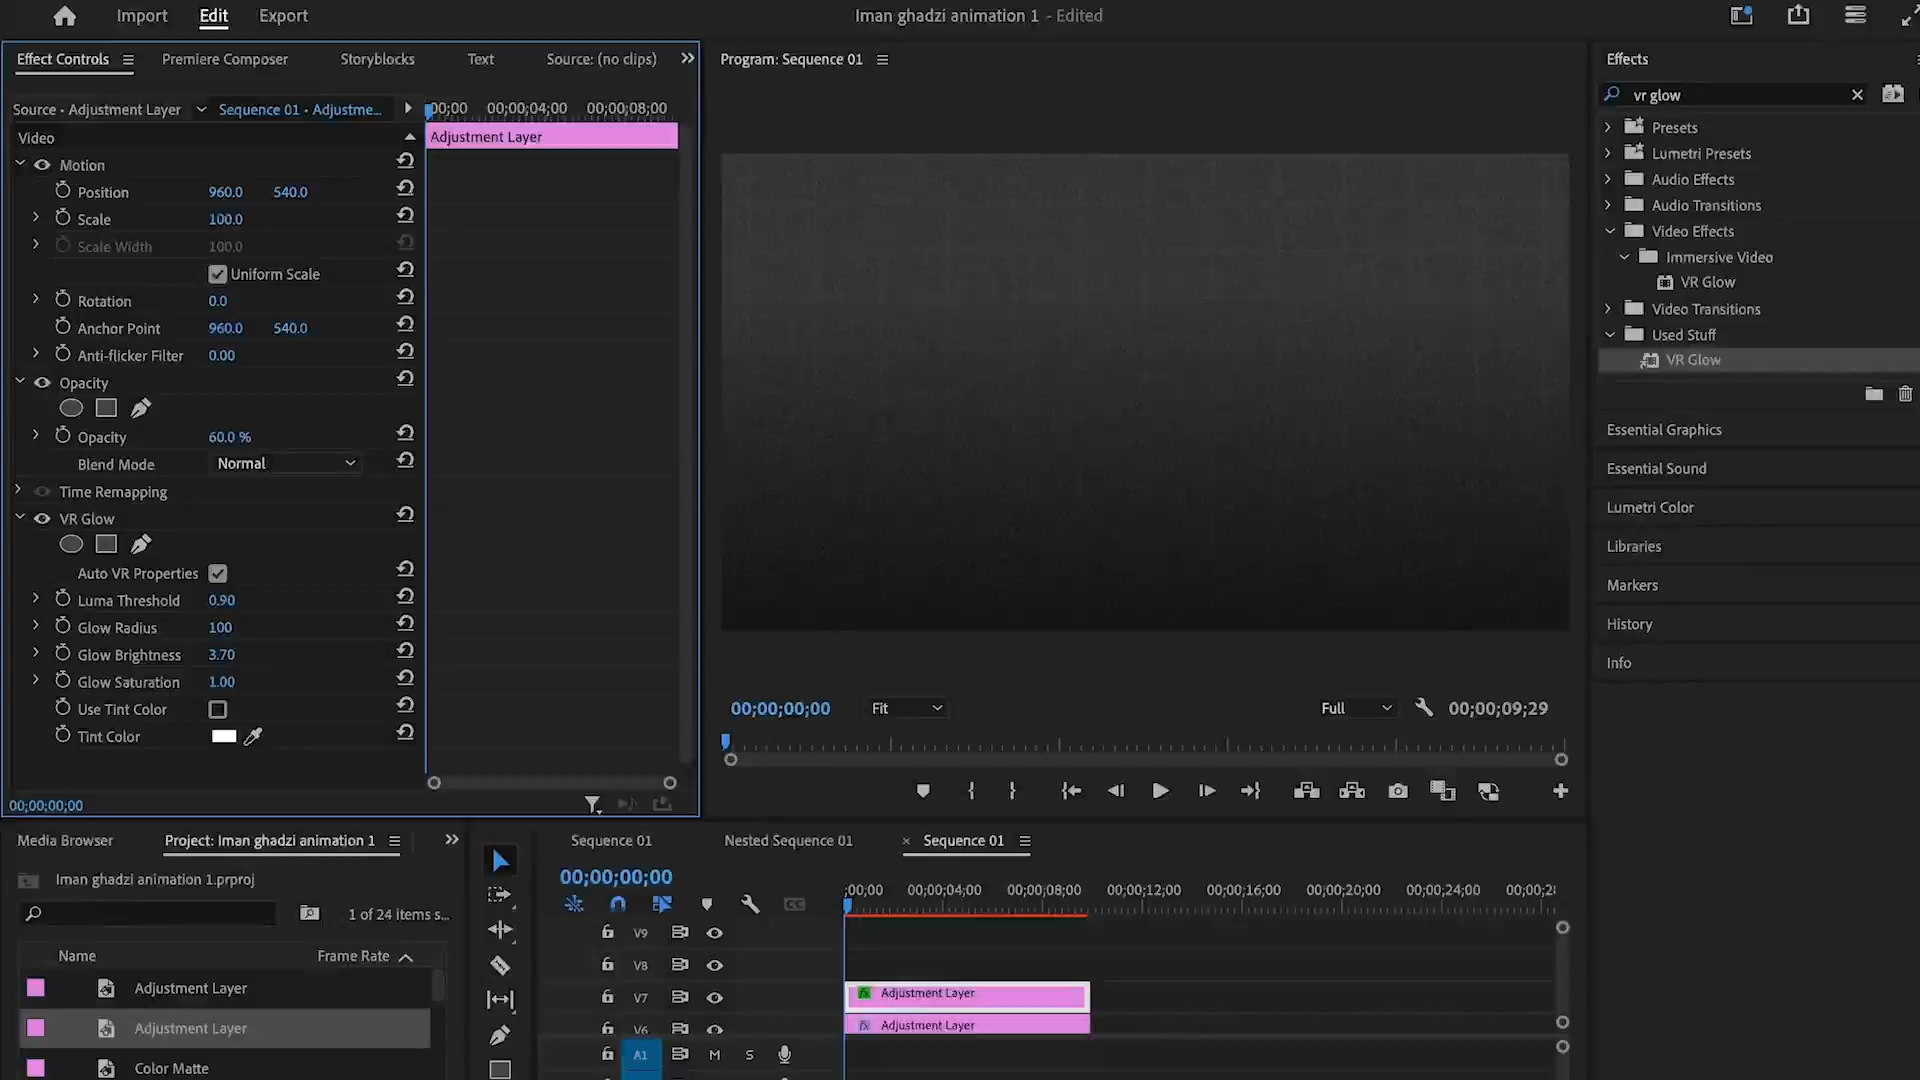 Import Edit Export Iman ghadzi animation 1 - Edited
Effect Controls Premiere Composer Storyblocks Text Source: (no clips) Program: Sequence 01 Effects
Source · Adjustment Layer Sequence 01 · Adjustme...
;00;00 00;00;04;00 00;00;08;00
vr glow
Video Adjustment Layer
Motion
Position 960.0 540.0
Scale 100.0
Scale Width 100.0
Uniform Scale
Rotation 0.0
Anchor Point 960.0 540.0
Anti-flicker Filter 0.00
Opacity
Opacity 60.0 %
Blend Mode Normal
Time Remapping
VR Glow
Auto VR Properties
Luma Threshold 0.90
Glow Radius 100
Glow Brightness 3.70
Glow Saturation 1.00
Use Tint Color
Tint Color
00;00;00;00
00;00;00;00 Fit Full 00;00;09;29
Presets
Lumetri Presets
Audio Effects
Audio Transitions
Video Effects
Immersive Video
VR Glow
Video Transitions
Used Stuff
VR Glow
Essential Graphics
Essential Sound
Lumetri Color
Libraries
Markers
History
Info
Media Browser Project: Iman ghadzi animation 1
Iman ghadzi animation 1.prproj
1 of 24 items s...
Name Frame Rate
Adjustment Layer
Adjustment Layer
Color Matte
Sequence 01 Nested Sequence 01 × Sequence 01
00;00;00;00
;00;00 00;00;04;00 00;00;08;00 00;00;12;00 00;00;16;00 00;00;20;00 00;00;24;00 00;00;28
CC
V9
V8
V7 fx Adjustment Layer
V6 fx Adjustment Layer
A1 M S